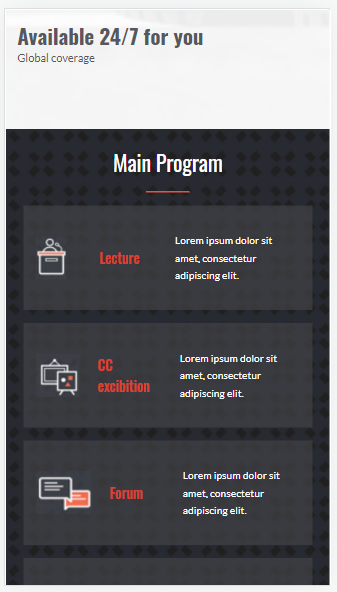 Available 24/7 for you
Global coverage
Main Program
Lecture
Lorem ipsum dolor sit
amet, consectetur
adipiscing elit.
CC
excibition
Lorem ipsum dolor sit
amet, consectetur
adipiscing elit.
Forum
Lorem ipsum dolor sit
amet, consectetur
adipiscing elit.